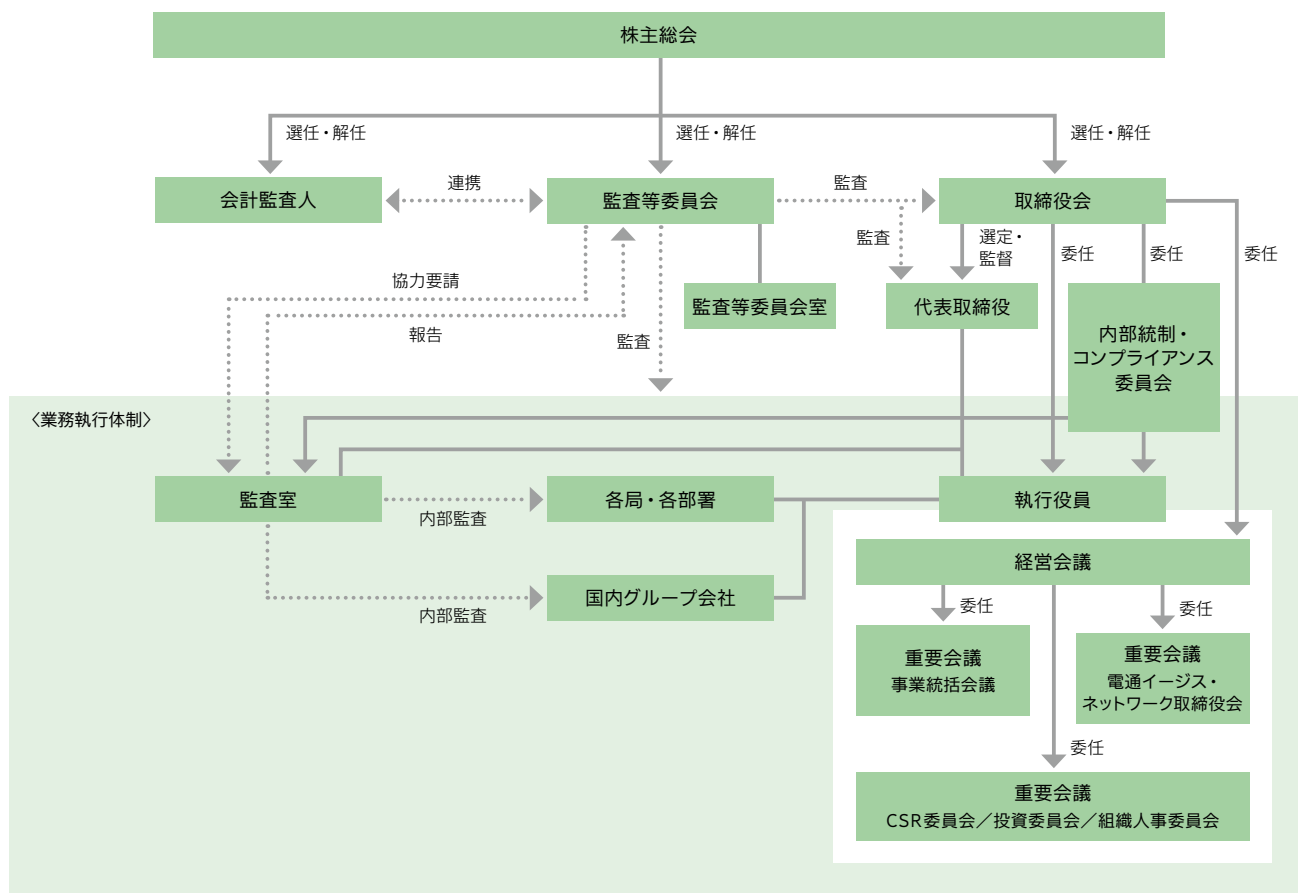 株主総会
選任・解任
選任・解任
選任・解任
会計監査人
連携
監査等委員会
監査
取締役会
監査
選定・
監督
委任
委任
委任
協力要請
報告
監査
監査等委員会室
代表取締役
内部統制・
コンプライアンス
委員会
〈業務執行体制〉
監査室
内部監査
各局・各部署
執行役員
内部監査
国内グループ会社
経営会議
委任
委任
重要会議
事業統括会議
重要会議
電通イージス・
ネットワーク取締役会
委任
重要会議
CSR委員会／投資委員会／組織人事委員会